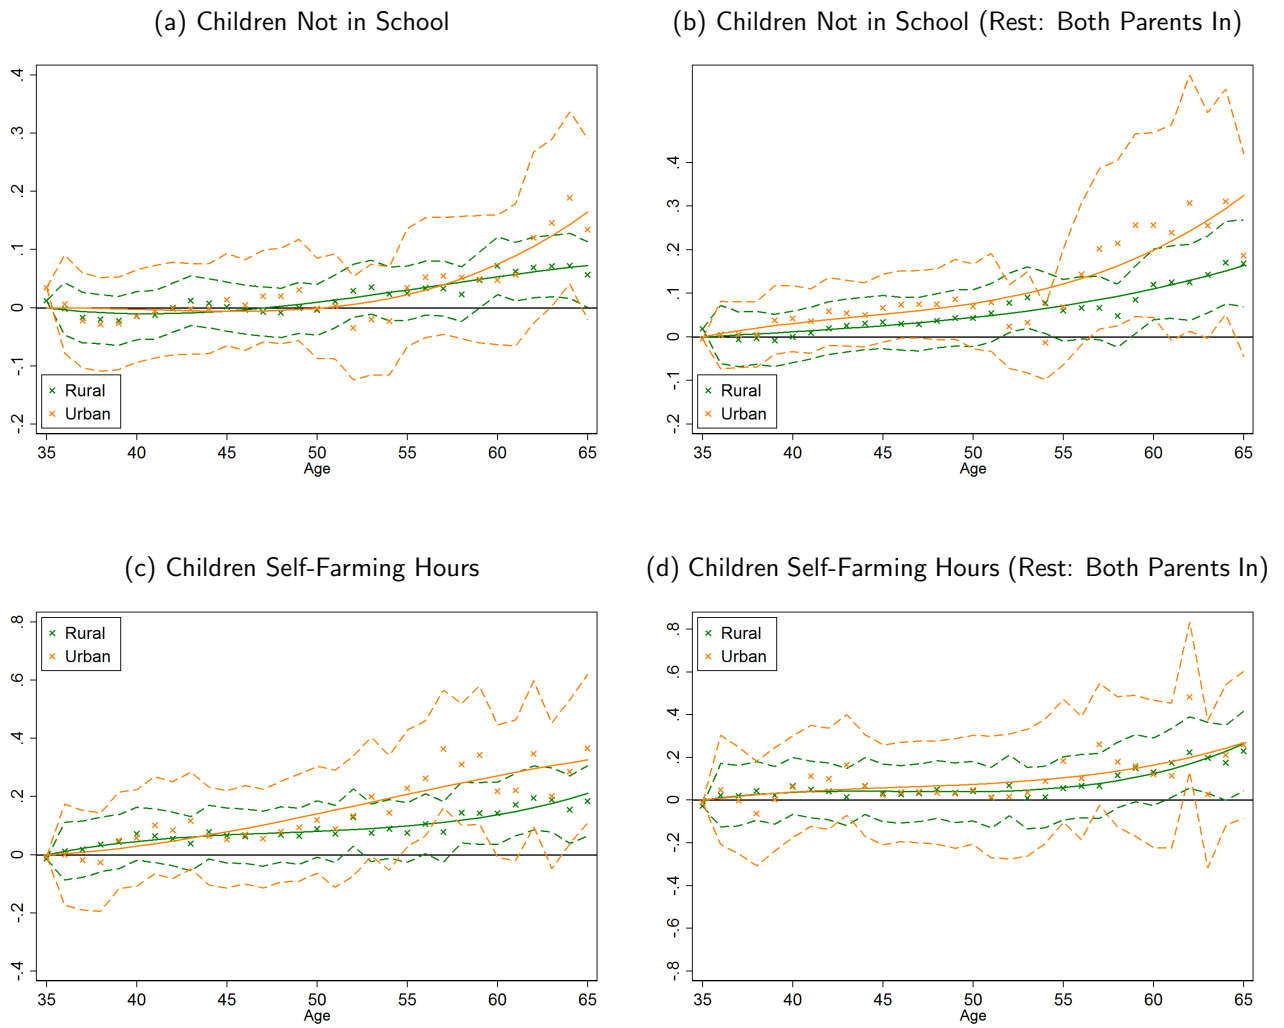 (a) Children Not in School
.4
.3
.2
.1
0
-.1
-.2
Rural
Urban
35 40 45 50 55 60 65
Age
(b) Children Not in School (Rest: Both Parents In)
.4
.3
.2
.1
0
-.1
-.2
Rural
Urban
35 40 45 50 55 60 65
Age
(c) Children Self-Farming Hours
.8
.6
.4
.2
0
-.2
-.4
Rural
Urban
35 40 45 50 55 60 65
Age
(d) Children Self-Farming Hours (Rest: Both Parents In)
.8
.6
.4
.2
0
-.2
-.4
-.6
-.8
Rural
Urban
35 40 45 50 55 60 65
Age